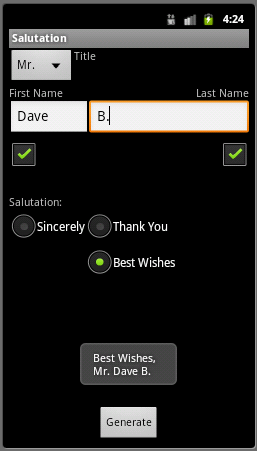 4:24
Salutation
Mr. Title
First Name Last Name
Dave B.
Salutation:
Sincerely Thank You
Best Wishes
Best Wishes,
Mr. Dave B.
Generate